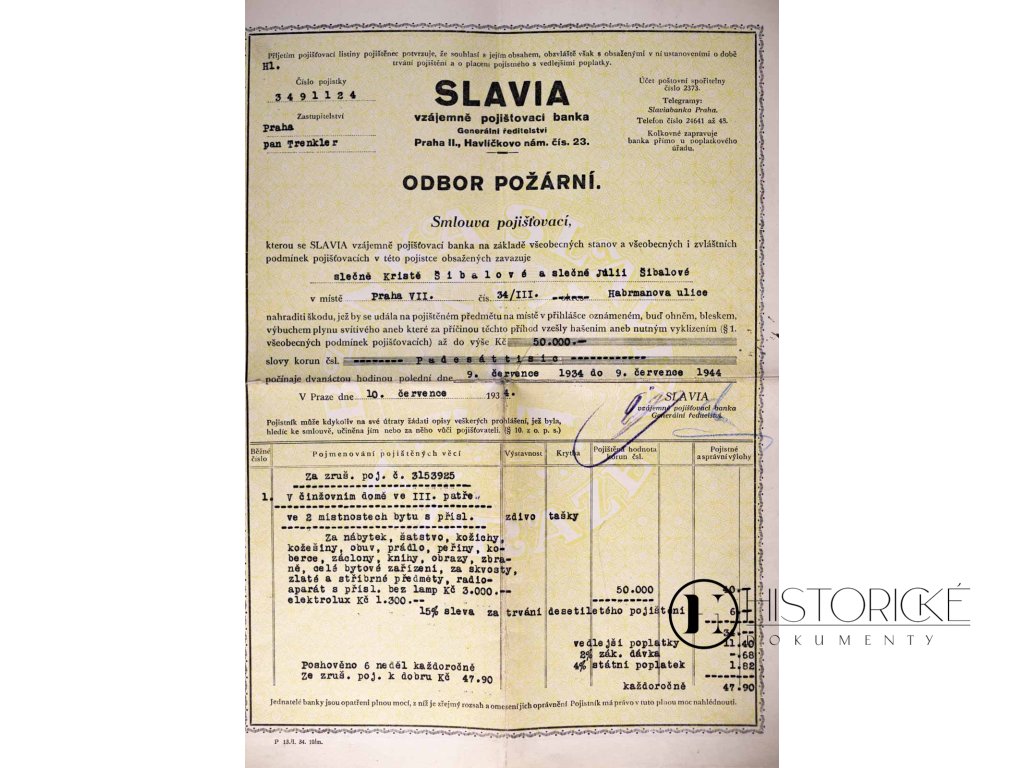 Přijetím pojišťovací listiny pojištěnec potvrzuje, že souhlasí s jejím obsahem, obzvláště však s obsaženými v ní ustanoveními o době
trvání pojištění a o placení pojistného s vedlejšími poplatky.
Hl.
Číslo pojistky
3491124
Zastupitelství
Praha
pan Trenkler
SLAVIA
vzájemně pojišťovací banka
Generální ředitelství
Praha II., Havlíčkovo nám. čís. 23.
Účet poštovní spořitelny
číslo 2373.
Telegramy:
Slaviabanko Praha.
Telefon číslo 24641 až 48.
Kolkovné zapravuje
banka přímo u poplatkového
úřadu.
ODBOR POŽÁRNÍ.
Smlouva pojišťovací,
kterou se SLAVIA vzájemně pojišťovací banka na základě všeobecných stanov a všeobecných i zvláštních
podmínek pojišťovacích v této pojistce obsažených zavazuje
slečně Kristě Šibalové a slečně Julii Šibalové
v místě Praha VII. čís. 34/III. Habrmanova ulice
nahraditi škodu, jež by se udála na pojištěném předmětu na místě v přihlášce oznámeném, buď ohněm, bleskem,
výbuchem plynu svítivého aneb které za příčinou těchto příhod vzešly hašením aneb nutným vyklizením (§ 1.
všeobecných podmínek pojišťovacích) až do výše Kč 50.000.—
slovy korun čsl. --------- Padesáttisíc ------------
počínaje dvanáctou hodinou polední dne 9. července 1934 do 9. července 1944
V Praze dne 10. července 1934.
SLAVIA
vzájemně pojišťovací banka
Generální ředitelství
Pojistník může kdykoliv na své útraty žádati opisy veškerých prohlášení, jež byla,
hledíc ke smlouvě, učiněna jím nebo za něho vůči pojišťovateli. (§ 10. z o. p. s.)
Běžné číslo Pojmenování pojištěných věcí Výstavnost Krytba Pojištěná hodnota korun čsl. Pojistné a správní výlohy
Za zruš. poj. č. 3153925
1. V činžovním domě ve III. patře
ve 2 místnostech bytu s přísl. zdivo tašky
Za nábytek, šatstvo, kožichy,
kožešiny, obuv, prádlo, peřiny, ko-
berce, záclony, knihy, obrazy, zbra-
ně, celé bytové zařízení, za skvosty,
zlaté a stříbrné předměty, radio-
aparát s přísl. bez lamp Kč 3.000.— 50.000 40.—
elektrolux Kč 1.300.—
15% sleva za trvání desetiletého pojištění 6.—
34.—
vedlejší poplatky 11.40
2% zák. dávka —.68
4% státní poplatek 1.82
Poshověno 6 neděl každoročně
Ze zruš. poj. k dobru Kč 47.90
každoročně 47.90
Jednatelé banky jsou opatřeni plnou mocí, z níž je zřejmý rozsah a omezení jich oprávnění. Pojistník má právo v tuto plnou moc nahlédnouti.
HISTORICKÉ
DOKUMENTY